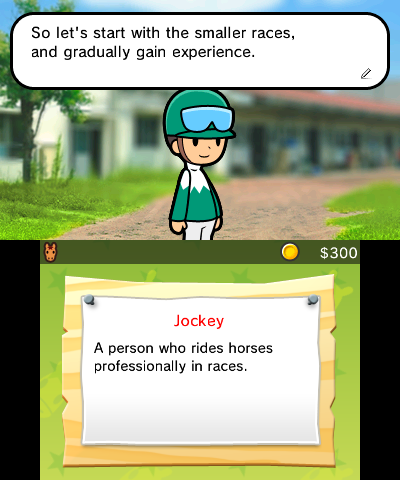 So let's start with the smaller races,
and gradually gain experience.
$300
Jockey
A person who rides horses
professionally in races.